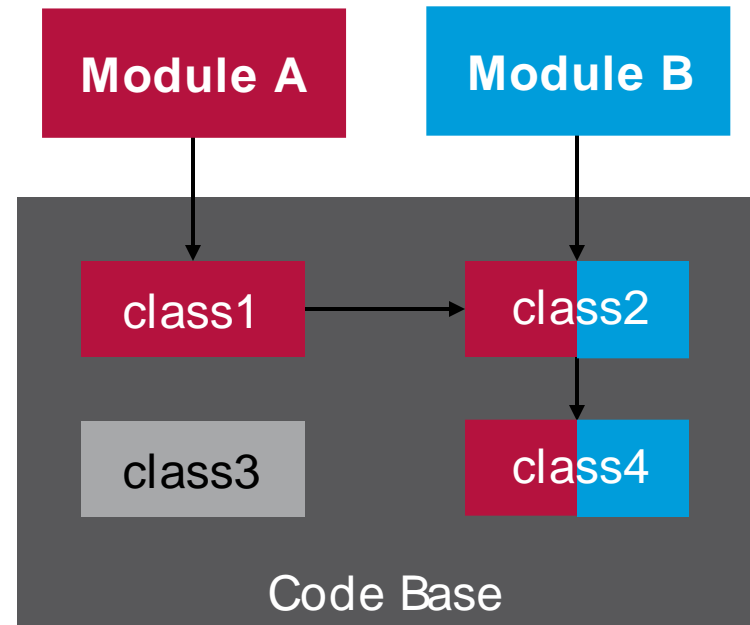 Module A
Module B
class1
class2
class3
class4
Code Base